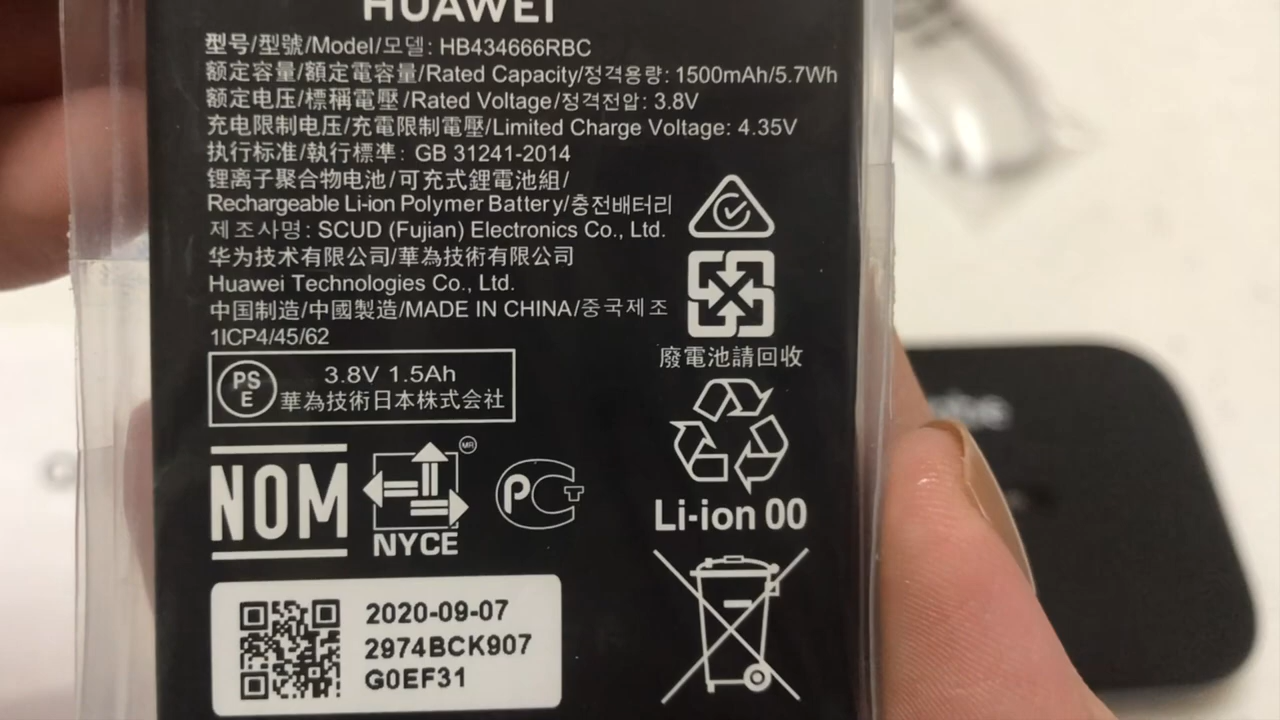 HUAWEI
型号/型號/Model/모델: HB434666RBC
额定容量/額定電容量/Rated Capacity/정격용량: 1500mAh/5.7Wh
额定电压/標稱電壓/Rated Voltage/정격전압: 3.8V
充电限制电压/充電限制電壓/Limited Charge Voltage: 4.35V
执行标准/執行標準: GB 31241-2014
锂离子聚合物电池/可充式鋰電池組/
Rechargeable Li-ion Polymer Battery/충전배터리
제조사명: SCUD (Fujian) Electronics Co., Ltd.
华为技术有限公司/華為技術有限公司
Huawei Technologies Co., Ltd.
中国制造/中國製造/MADE IN CHINA/중국제조
1ICP4/45/62
廢電池請回收
PS
E
3.8V 1.5Ah
華為技術日本株式会社
NOM
MR
NYCE
PCT
Li-ion 00
2020-09-07
2974BCK907
G0EF31